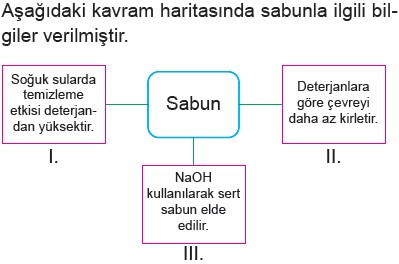 Aşağıdaki kavram haritasında sabunla ilgili bil-
giler verilmiştir.
Soğuk sularda
temizleme
etkisi deterjan-
dan yüksektir.
I.
Sabun
Deterjanlara
göre çevreyi
daha az kirletir.
II.
NaOH
kullanılarak sert
sabun elde
edilir.
III.